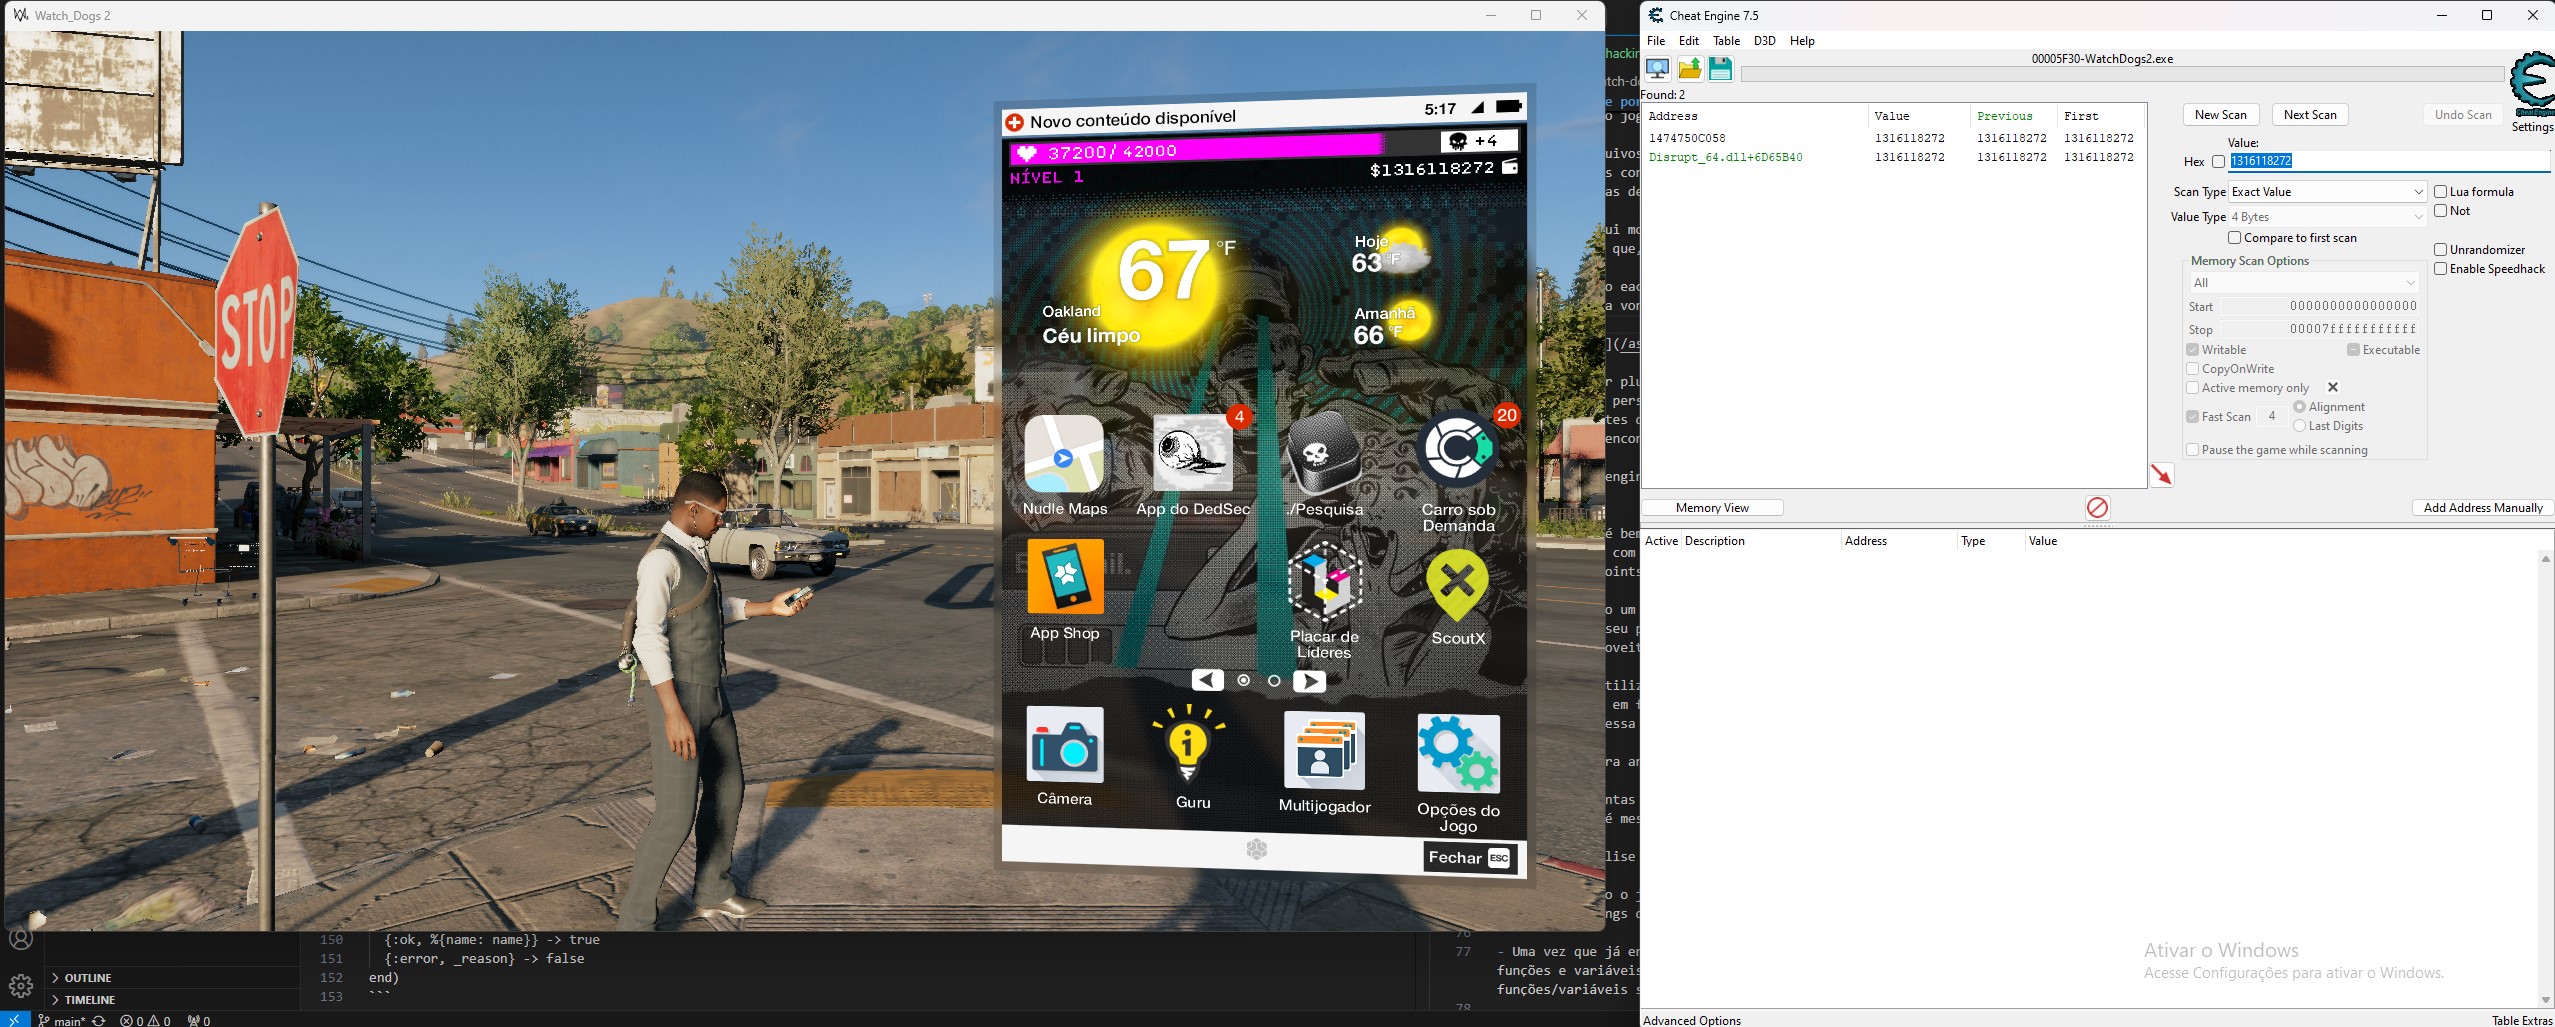 Watch_Dogs 2
STOP
Novo conteúdo disponível
5:17
37200/42000
+4
NÍVEL 1
$1316118272
67 °F
Oakland
Céu limpo
Hoje
63 °F
Amanhã
66 °F
4
20
Nudle Maps
App do DedSec
./Pesquisa
Carro sob
Demanda
App Shop
Placar de
Líderes
ScoutX
Câmera
Guru
Multijogador
Opções do
Jogo
Fechar ESC
150 {:ok, %{name: name}} -> true
151 {:error, _reason} -> false
152 end)
153 ```
OUTLINE
TIMELINE
main* 0 0 0
76
77 - Uma vez que já en
funções e variáveis
funções/variáveis s
78
Cheat Engine 7.5
File Edit Table D3D Help
00005F30-WatchDogs2.exe
Found: 2
Address Value Previous First
1474750C058 1316118272 1316118272 1316118272
Disrupt_64.dll+6D65B40 1316118272 1316118272 1316118272
New Scan Next Scan Undo Scan
Cheat Engine
Settings
Value:
Hex 1316118272
Scan Type Exact Value
Lua formula
Not
Value Type 4 Bytes
Compare to first scan
Unrandomizer
Enable Speedhack
Memory Scan Options
All
Start 0000000000000000
Stop 00007fffffffffff
Writable Executable
CopyOnWrite
Active memory only
Fast Scan 4 Alignment
Last Digits
Pause the game while scanning
Memory View
Add Address Manually
Active Description Address Type Value
Ativar o Windows
Acesse Configurações para ativar o Windows.
Advanced Options Table Extras